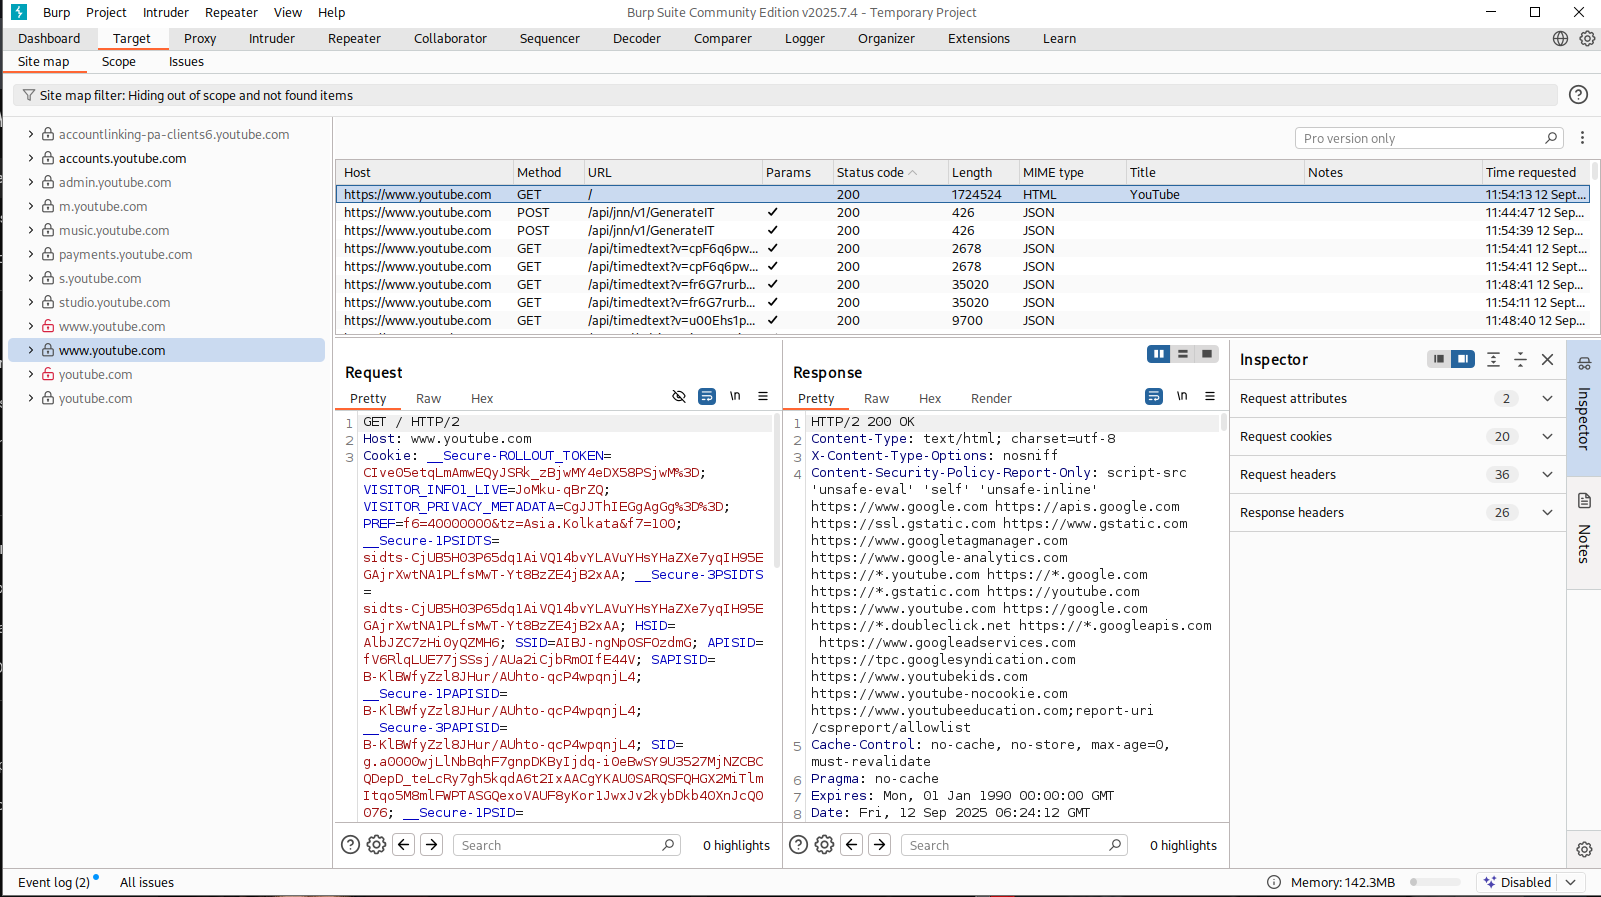 Burp Project Intruder Repeater View Help
Burp Suite Community Edition v2025.7.4 - Temporary Project
Dashboard Target Proxy Intruder Repeater Collaborator Sequencer Decoder Comparer Logger Organizer Extensions Learn
Site map Scope Issues
Site map filter: Hiding out of scope and not found items
accountlinking-pa-clients6.youtube.com
accounts.youtube.com
admin.youtube.com
m.youtube.com
music.youtube.com
payments.youtube.com
s.youtube.com
studio.youtube.com
www.youtube.com
www.youtube.com
youtube.com
youtube.com
Pro version only
Host Method URL Params Status code Length MIME type Title Notes Time requested
https://www.youtube.com GET / 200 1724524 HTML YouTube 11:54:13 12 Sept...
https://www.youtube.com POST /api/jnn/v1/GenerateIT ✓ 200 426 JSON 11:44:47 12 Sep...
https://www.youtube.com POST /api/jnn/v1/GenerateIT ✓ 200 426 JSON 11:54:39 12 Sep...
https://www.youtube.com GET /api/timedtext?v=cpF6q6pw... ✓ 200 2678 JSON 11:54:41 12 Sept...
https://www.youtube.com GET /api/timedtext?v=cpF6q6pw... ✓ 200 2678 JSON 11:54:41 12 Sept...
https://www.youtube.com GET /api/timedtext?v=fr6G7rurb... ✓ 200 35020 JSON 11:48:41 12 Sept...
https://www.youtube.com GET /api/timedtext?v=fr6G7rurb... ✓ 200 35020 JSON 11:54:11 12 Sept...
https://www.youtube.com GET /api/timedtext?v=u00Ehs1p... ✓ 200 9700 JSON 11:48:40 12 Sep...
Request
Pretty Raw Hex
\n
1 GET / HTTP/2
2 Host: www.youtube.com
3 Cookie: __Secure-ROLLOUT_TOKEN=
CIve05etqLmAmwEQyJSRk_zBjwMY4eDX58PSjwM%3D;
VISITOR_INFO1_LIVE=JoMku-qBrZQ;
VISITOR_PRIVACY_METADATA=CgJJThIEGgAgGg%3D%3D;
PREF=f6=40000000&tz=Asia.Kolkata&f7=100;
__Secure-1PSIDTS=
sidts-CjUB5H03P65dq1AiVQ14bvYLAVuYHsYHaZXe7yqIH95E
GAjrXwtNA1PLfsMwT-Yt8BzZE4jB2xAA; __Secure-3PSIDTS
=
sidts-CjUB5H03P65dq1AiVQ14bvYLAVuYHsYHaZXe7yqIH95E
GAjrXwtNA1PLfsMwT-Yt8BzZE4jB2xAA; HSID=
AlbJZC7zHi0yQZMH6; SSID=AIBJ-ngNp0SFOzdmG; APISID=
fV6RlqLUE77jSSsj/AUa2iCjbRmOIfE44V; SAPISID=
B-KlBWfyZzl8JHur/AUhto-qcP4wpqnjL4;
__Secure-1PAPISID=
B-KlBWfyZzl8JHur/AUhto-qcP4wpqnjL4;
__Secure-3PAPISID=
B-KlBWfyZzl8JHur/AUhto-qcP4wpqnjL4; SID=
g.a0000wjLlNbBqhF7gnpDKByIjdq-i0eBwSY9U3527MjNZCBC
QDepD_teLcRy7gh5kqdA6t2IxAACgYKAU0SARQSFQHGX2MiTlm
Itqo5M8mlFWPTASGQexoVAUF8yKor1JwxJv2kybDkb40XnJcQ0
076; __Secure-1PSID=
Search 0 highlights
Response
Pretty Raw Hex Render
\n
1 HTTP/2 200 OK
2 Content-Type: text/html; charset=utf-8
3 X-Content-Type-Options: nosniff
4 Content-Security-Policy-Report-Only: script-src
'unsafe-eval' 'self' 'unsafe-inline'
https://www.google.com https://apis.google.com
https://ssl.gstatic.com https://www.gstatic.com
https://www.googletagmanager.com
https://www.google-analytics.com
https://*.youtube.com https://*.google.com
https://*.gstatic.com https://youtube.com
https://www.youtube.com https://google.com
https://*.doubleclick.net https://*.googleapis.com
https://www.googleadservices.com
https://tpc.googlesyndication.com
https://www.youtubekids.com
https://www.youtube-nocookie.com
https://www.youtubeeducation.com;report-uri
/cspreport/allowlist
5 Cache-Control: no-cache, no-store, max-age=0,
must-revalidate
6 Pragma: no-cache
7 Expires: Mon, 01 Jan 1990 00:00:00 GMT
8 Date: Fri, 12 Sep 2025 06:24:12 GMT
Search 0 highlights
Inspector
Request attributes 2
Request cookies 20
Request headers 36
Response headers 26
Inspector
Notes
Event log (2) All issues
Memory: 142.3MB
Disabled